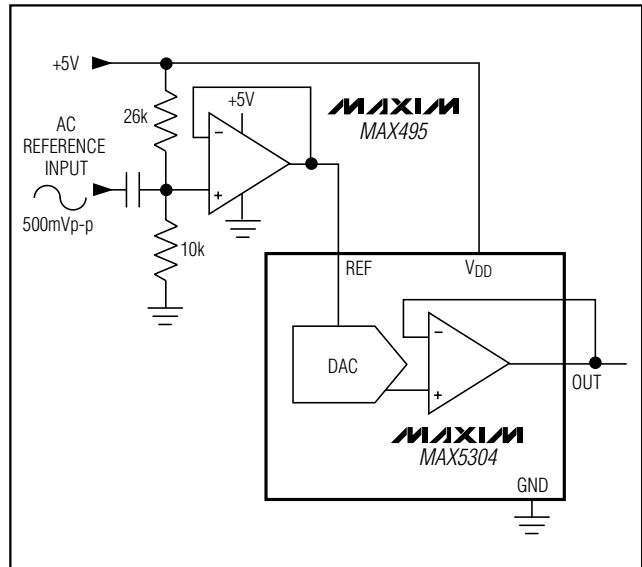 +5V
26k
AC
REFERENCE
INPUT
500mVp-p
10k
+5V
−
+
MAXIM
MAX495
REF
VDD
DAC
−
+
OUT
MAXIM
MAX5304
GND